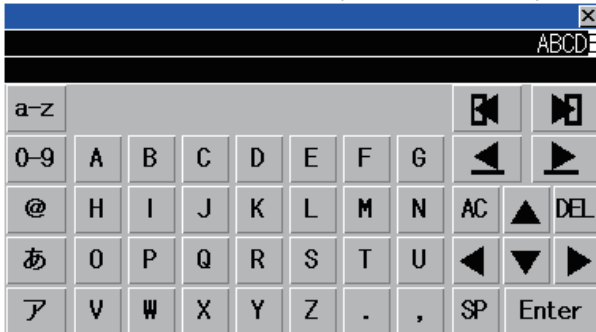 ×
ABCDE
a-z
0-9 A B C D E F G
@ H I J K L M N AC DEL
あ O P Q R S T U
ア V W X Y Z . , SP Enter